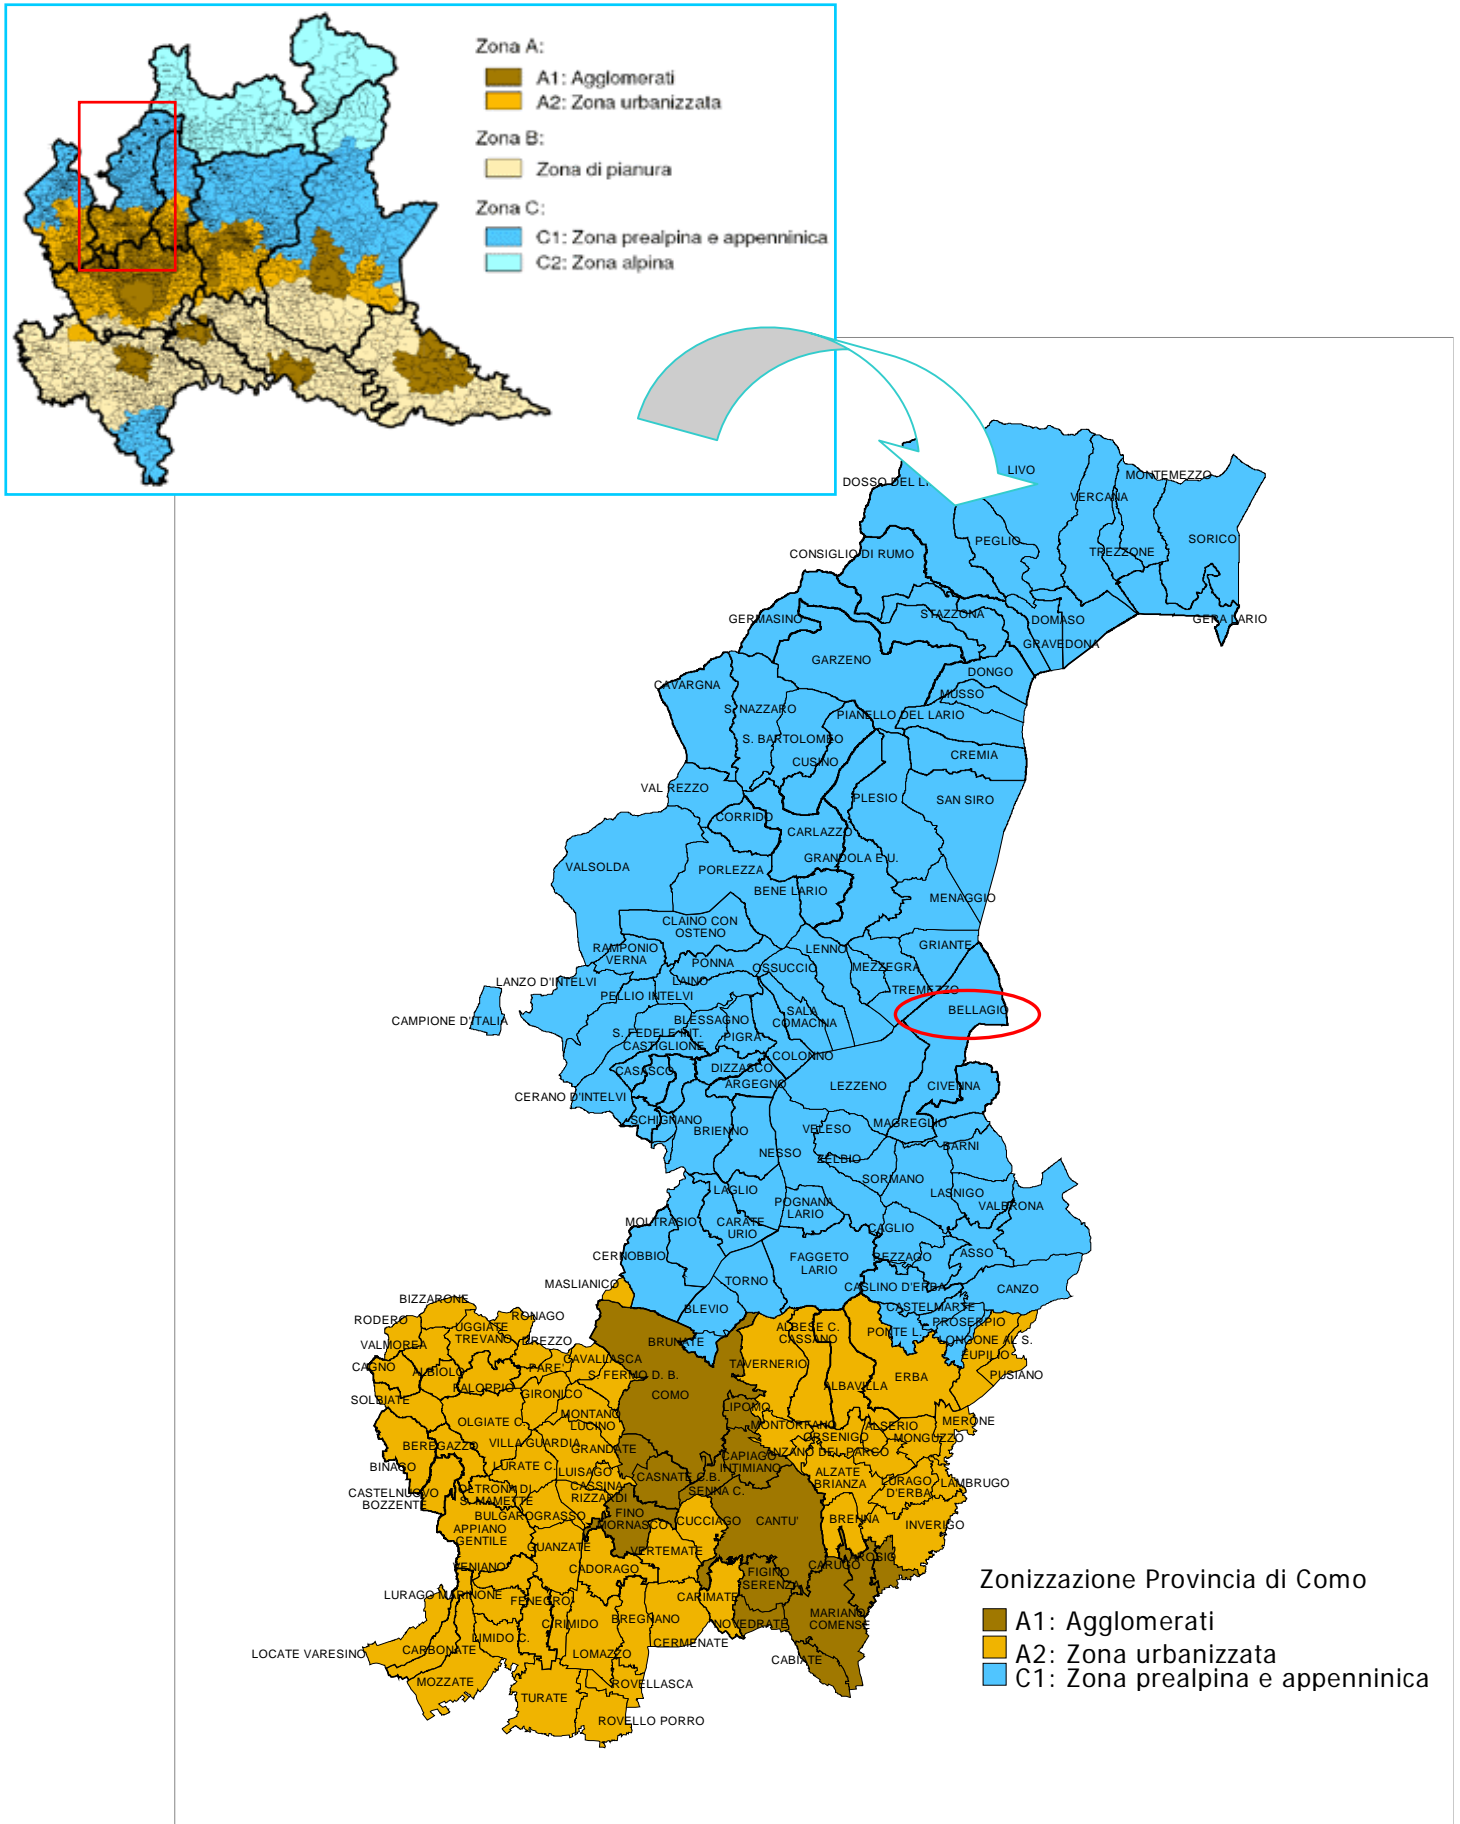 Zona A:
A1: Agglomerati
A2: Zona urbanizzata
Zona B:
Zona di pianura
Zona C:
C1: Zona prealpina e appenninica
C2: Zona alpina
LIVO
MONTEMEZZO
DOSSO DEL LI
VERCANA
SORICO
PEGLIO
TREZZONE
CONSIGLIO DI RUMO
STAZZONA
GERMASINO
DOMASO
GERA LARIO
GRAVEDONA
GARZENO
DONGO
CAVARGNA
MUSSO
S. NAZZARO
PIANELLO DEL LARIO
S. BARTOLOMEO
CREMIA
CUSINO
VAL REZZO
PLESIO
SAN SIRO
CORRIDO
CARLAZZO
GRANDOLA E U.
VALSOLDA
PORLEZZA
BENE LARIO
MENAGGIO
CLAINO CON
OSTENO
RAMPONIO
VERNA
LENNO
GRIANTE
PONNA
OSSUCCIO
MEZZEGRA
LANZO D'INTELVI
LAINO
TREMEZZO
PELLIO INTELVI
SALA
COMACINA
BELLAGIO
CAMPIONE D'ITALIA
BLESSAGNO
S. FEDELE INT.
PIGRA
CASTIGLIONE
COLONNO
CASASCO
DIZZASCO
ARGEGNO
LEZZENO
CIVENNA
CERANO D'INTELVI
SCHIGNANO
BRIENNO
VELESO
MAGREGLIO
NESSO
ZELBIO
BARNI
SORMANO
LAGLIO
LASNIGO
POGNANA
LARIO
VALBRONA
MOLTRASIO
CARATE
URIO
CAGLIO
CERNOBBIO
FAGGETO
LARIO
REZZAGO
ASSO
MASLIANICO
TORNO
CASLINO D'ERBA
CANZO
BIZZARONE
BLEVIO
CASTELMARTE
RODERO
RONAGO
PROSERPIO
UGGIATE
TREVANO
ALBESE C.
CASSANO
PONTE L.
VALMOREA
DREZZO
BRUNATE
LONGONE AL S.
CAGNO
CAVALLASCA
EUPILIO
ALBIOLO
PARE'
S. FERMO D. B.
TAVERNERIO
ERBA
PUSIANO
FALOPPIO
GIRONICO
COMO
ALBAVILLA
SOLBIATE
LIPOMO
OLGIATE C.
MONTANO
LUCINO
MONTORFANO
ALSERIO
MERONE
ORSENIGO
MONGUZZO
BEREGAZZO
VILLA GUARDIA
GRANDATE
ANZANO DEL PARCO
BINAGO
LURATE C.
LUISAGO
CASNATE C.B.
CAPIAGO
INTIMIANO
ALZATE
BRIANZA
LURAGO
D'ERBA
LAMBRUGO
CASTELNUOVO
BOZZENTE
OLTRONA DI
S. MAMETTE
CASSINA
RIZZARDI
SENNA C.
BULGAROGRASSO
FINO
MORNASCO
CUCCIAGO
CANTU'
BRENNA
INVERIGO
APPIANO
GENTILE
GUANZATE
VERTEMATE
AROSIO
VENIANO
CADORAGO
FIGINO
SERENZA
CARUGO
LURAGO MARINONE
FENEGRO'
CARIMATE
MARIANO
COMENSE
CIRIMIDO
BREGNANO
NOVEDRATE
LIMIDO C.
CERMENATE
LOCATE VARESINO
CARBONATE
LOMAZZO
CABIATE
MOZZATE
ROVELLASCA
TURATE
ROVELLO PORRO
Zonizzazione Provincia di Como
A1: Agglomerati
A2: Zona urbanizzata
C1: Zona prealpina e appenninica